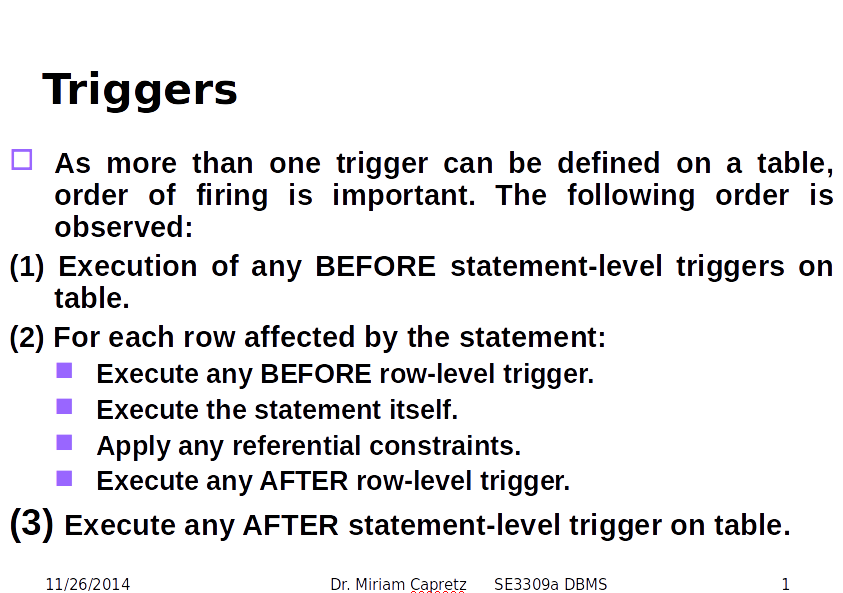 Triggers
As more than one trigger can be defined on a table,
order of firing is important. The following order is
observed:
(1) Execution of any BEFORE statement-level triggers on
table.
(2) For each row affected by the statement:
Execute any BEFORE row-level trigger.
Execute the statement itself.
Apply any referential constraints.
Execute any AFTER row-level trigger.
(3) Execute any AFTER statement-level trigger on table.
11/26/2014 Dr. Miriam Capretz SE3309a DBMS 1